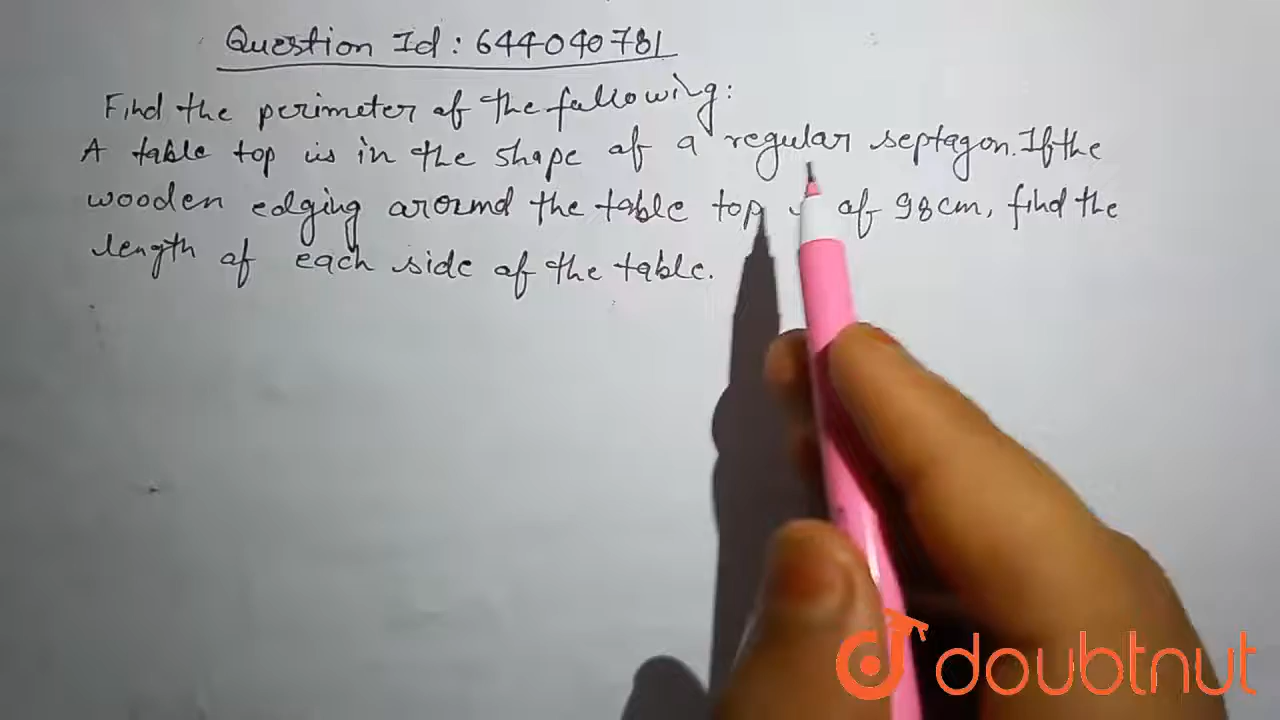 Question Id : 644040781
Find the perimeter of the following:
A table top is in the shape of a regular septagon. If the
wooden edging around the table top of 98cm, find the
length of each side of the table.
doubtnut